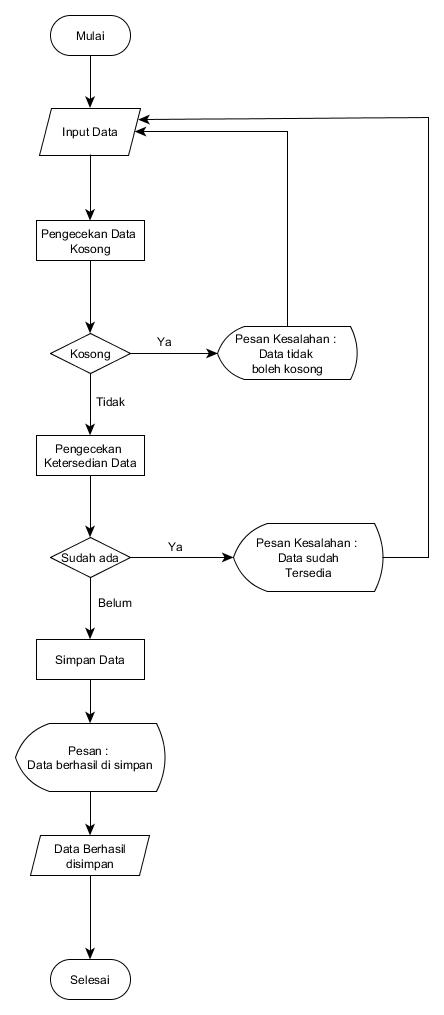 Mulai
Input Data
Pengecekan Data
Kosong
Kosong
Ya
Pesan Kesalahan :
Data tidak
boleh kosong
Tidak
Pengecekan
Ketersedian Data
Sudah ada
Ya
Pesan Kesalahan :
Data sudah
Tersedia
Belum
Simpan Data
Pesan :
Data berhasil di simpan
Data Berhasil
disimpan
Selesai